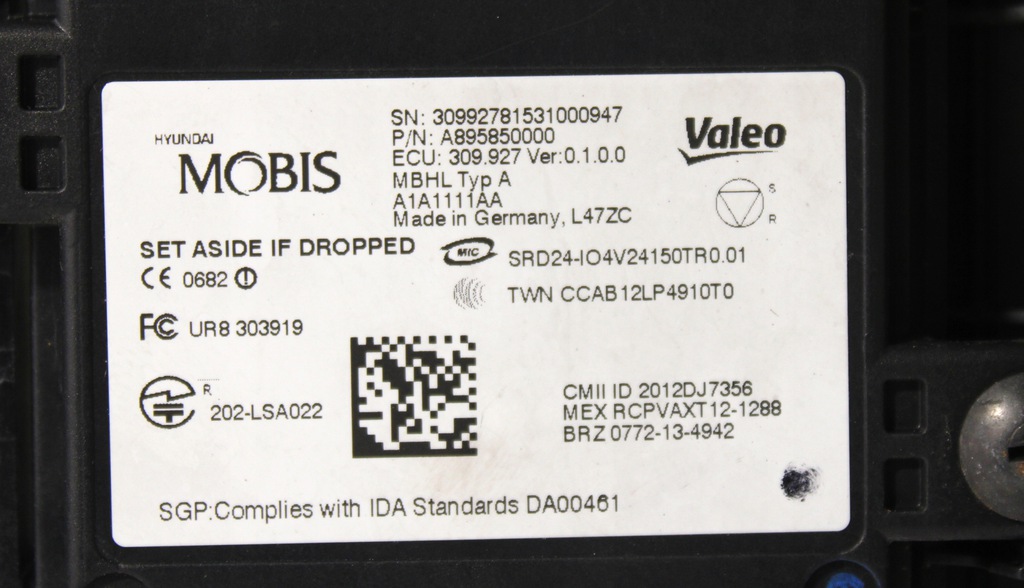 HYUNDAI
MOBIS
SN: 30992781531000947
P/N: A895850000
ECU: 309.927 Ver:0.1.0.0
MBHL Typ A
A1A1111AA
Made in Germany, L47ZC
Valeo
S
R
SET ASIDE IF DROPPED
MIC
SRD24-IO4V24150TR0.01
CE 0682
TWN CCAB12LP4910T0
FC UR8 303919
R
202-LSA022
CMII ID 2012DJ7356
MEX RCPVAXT12-1288
BRZ 0772-13-4942
SGP:Complies with IDA Standards DA00461